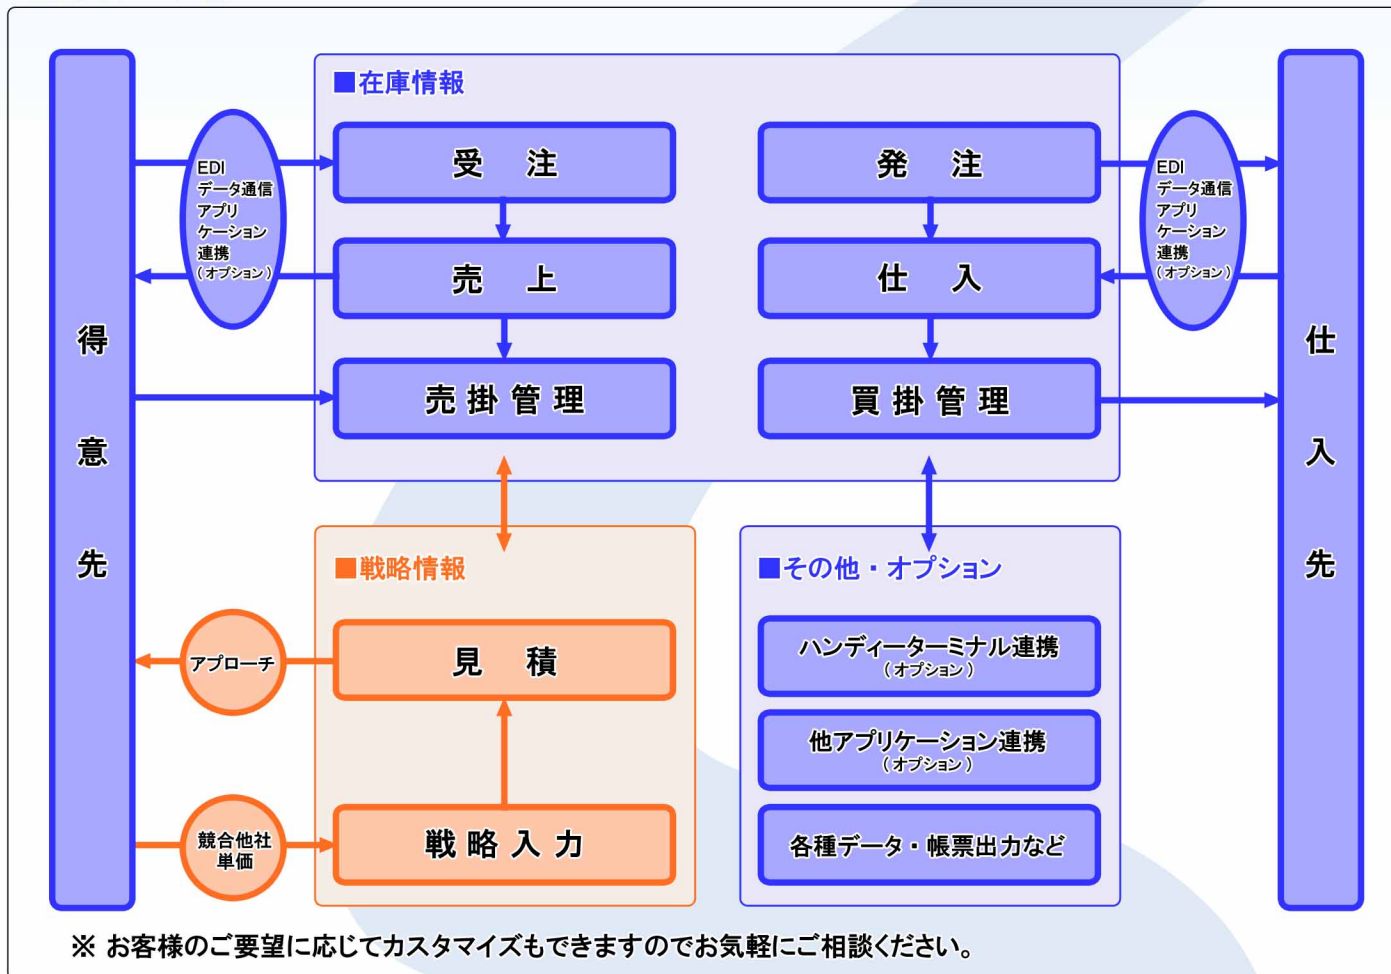 得意先
■在庫情報
受 注
発 注
EDI
データ通信
アプリ
ケーション
連携
(オプション)
EDI
データ通信
アプリ
ケーション
連携
(オプション)
売 上
仕 入
売掛管理
買掛管理
仕入先
■戦略情報
アプローチ
見 積
競合他社
単価
戦略入力
■その他・オプション
ハンディーターミナル連携
(オプション)
他アプリケーション連携
(オプション)
各種データ・帳票出力など
※ お客様のご要望に応じてカスタマイズもできますのでお気軽にご相談ください。